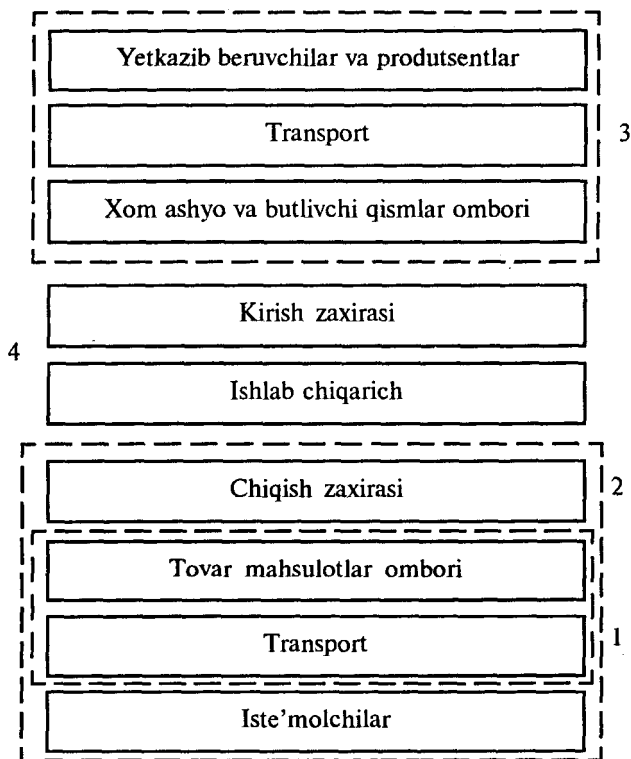 Yetkazib beruvchilar va produtsentlar
Transport
3
Xom ashyo va butlivchi qismlar ombori
Kirish zaxirasi
4
Ishlab chiqarich
Chiqish zaxirasi
2
Tovar mahsulotlar ombori
Transport
1
Iste’molchilar